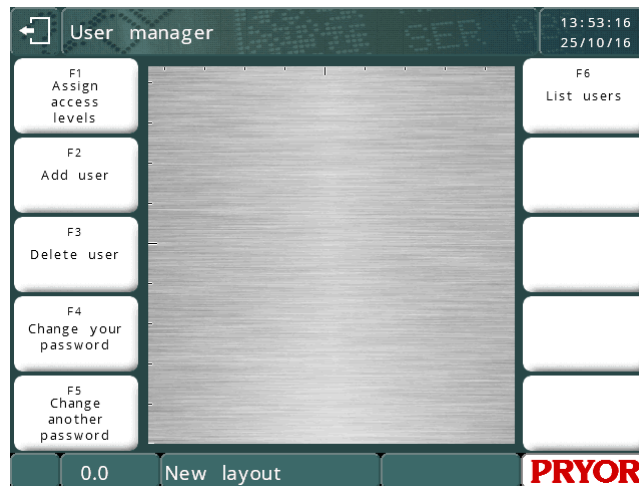 User manager
13:53:16
25/10/16
F1
Assign
access
levels
F2
Add user
F3
Delete user
F4
Change your
password
F5
Change
another
password
F6
List users
0.0
New layout
PRYOR